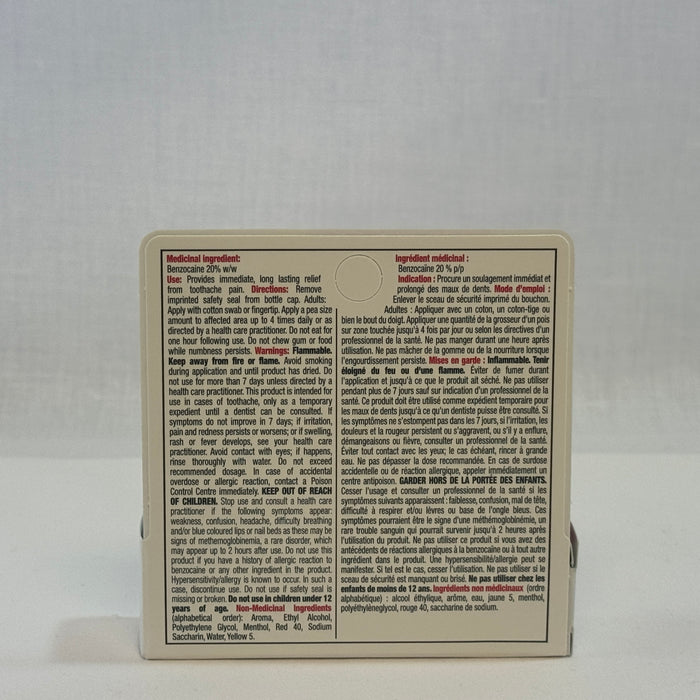 Medicinal ingredient:
Benzocaine 20% w/w
Use: Provides immediate, long lasting relief
from toothache pain. Directions: Remove
imprinted safety seal from bottle cap. Adults:
Apply with cotton swab or fingertip. Apply a pea size
amount to affected area up to 4 times daily or as
directed by a health care practitioner. Do not eat for
one hour following use. Do not chew gum or food
while numbness persists. Warnings: Flammable.
Keep away from fire or flame. Avoid smoking
during application and until product has dried. Do
not use for more than 7 days unless directed by a
health care practitioner. This product is intended for
use in cases of toothache, only as a temporary
expedient until a dentist can be consulted. If
symptoms do not improve in 7 days; if irritation,
pain and redness persists or worsens; or if swelling,
rash or fever develops, see your health care
practitioner. Avoid contact with eyes; if happens,
rinse thoroughly with water. Do not exceed
recommended dosage. In case of accidental
overdose or allergic reaction, contact a Poison
Control Centre immediately. KEEP OUT OF REACH
OF CHILDREN. Stop use and consult a health care
practitioner if the following symptoms appear:
weakness, confusion, headache, difficulty breathing
and/or blue coloured lips or nail beds as these may be
signs of methemoglobinemia, a rare disorder, which
may appear up to 2 hours after use. Do not use this
product if you have a history of allergic reaction to
benzocaine or any other ingredient in the product.
Hypersensitivity/allergy is known to occur. In such a
case, discontinue use. Do not use if safety seal is
missing or broken. Do not use in children under 12
years of age. Non-Medicinal Ingredients
(alphabetical order): Aroma, Ethyl Alcohol,
Polyethylene Glycol, Menthol, Red 40, Sodium
Saccharin, Water, Yellow 5.
Ingrédient médicinal :
Benzocaïne 20 % p/p
Indication : Procure un soulagement immédiat et
prolongé des maux de dents. Mode d'emploi :
Enlever le sceau de sécurité imprimé du bouchon.
Adultes : Appliquer avec un coton, un coton-tige ou
bien le bout du doigt. Appliquer une quantité de la grosseur d'un pois
sur zone touchée jusqu'à 4 fois par jour ou selon les directives d'un
professionnel de la santé. Ne pas manger durant une heure après
utilisation. Ne pas mâcher de la gomme ou de la nourriture lorsque
l'engourdissement persiste. Mises en garde : Inflammable. Tenir
éloigné du feu ou d'une flamme. Éviter de fumer durant
l'application et jusqu'à ce que le produit ait séché. Ne pas utiliser
pendant plus de 7 jours sauf sur indication d'un professionnel de la
santé. Ce produit doit être utilisé comme expédient temporaire pour
les maux de dents jusqu'à ce qu'un dentiste puisse être consulté. Si
les symptômes ne s'estompent pas dans les 7 jours, si l'irritation, les
douleurs et la rougeur persistent ou s'aggravent, ou s'il y a enflure,
démangeaisons ou fièvre, consulter un professionnel de la santé.
Éviter tout contact avec les yeux; le cas échéant, rincer à grande
eau. Ne pas dépasser la dose recommandée. En cas de surdose
accidentelle ou de réaction allergique, appeler immédiatement un
centre antipoison. GARDER HORS DE LA PORTÉE DES ENFANTS.
Cesser l'usage et consulter un professionnel de la santé si les
symptômes suivants apparaissent : faiblesse, confusion, mal de tête,
difficulté à respirer et/ou lèvres ou base de l'ongle bleus. Ces
symptômes pourraient être le signe d'une méthémoglobinémie, un
rare trouble sanguin qui pourrait survenir jusqu'à 2 heures après
l'utilisation du produit. Ne pas utiliser ce produit si vous avez des
antécédents de réactions allergiques à la benzocaïne ou à tout autre
ingrédient dans le produit. Une hypersensibilité/allergie peut se
manifester. Si tel est le cas, cesser l'utilisation. Ne pas utiliser si le
sceau de sécurité est manquant ou brisé. Ne pas utiliser chez les
enfants de moins de 12 ans. Ingrédients non médicinaux (ordre
alphabétique) : alcool éthylique, arôme, eau, jaune 5, menthol,
polyéthylèneglycol, rouge 40, saccharine de sodium.